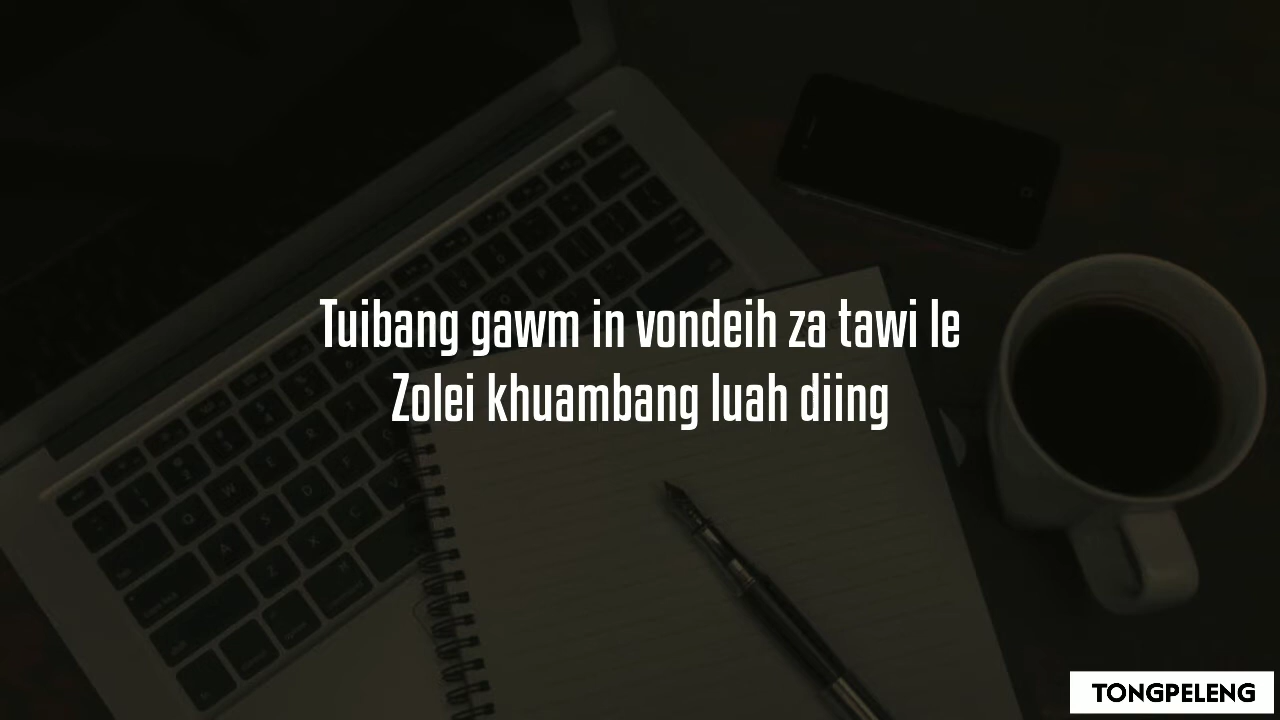 Tuibang gawm in vondeih za tawi le
Zolei khuambang luah diing
TONGPELENG